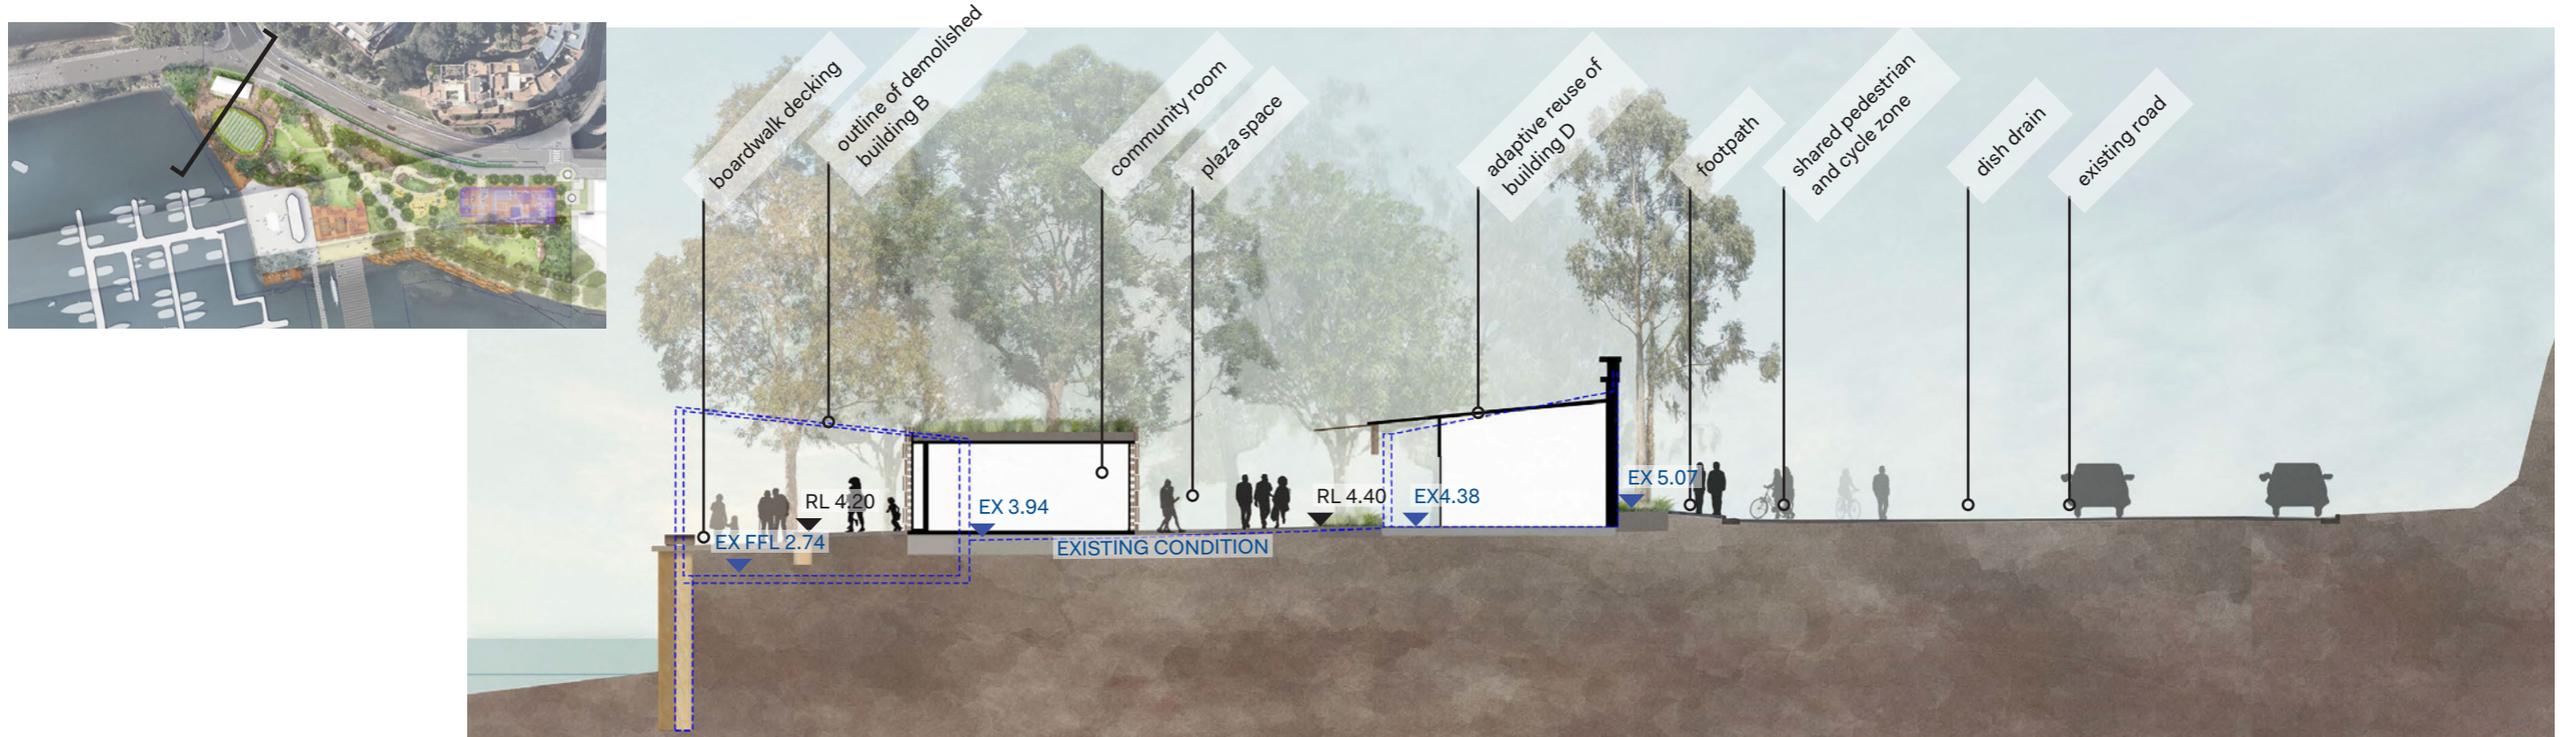 boardwalk decking
outline of demolished
building B
community room
plaza space
adaptive reuse of
building D
footpath
shared pedestrian
and cycle zone
dish drain
existing road
RL 4.20
EX FFL 2.74
EX 3.94
EXISTING CONDITION
RL 4.40
EX4.38
EX 5.07